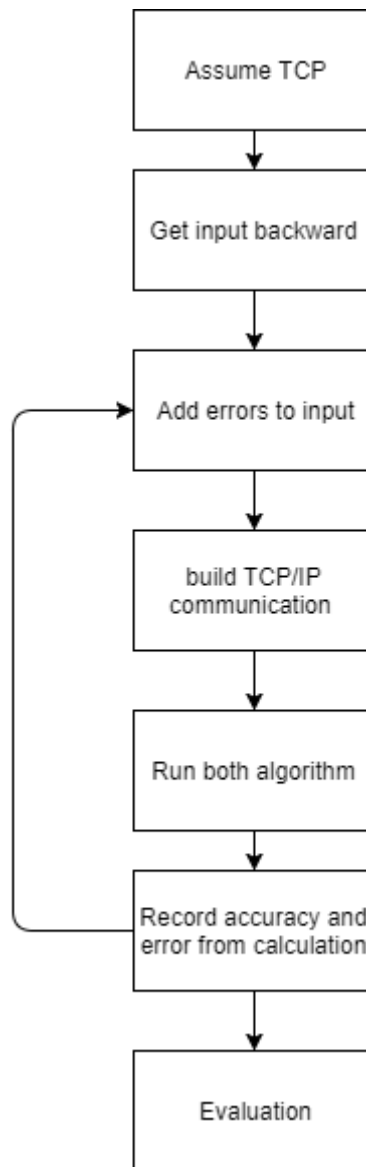 Assume TCP
Get input backward
Add errors to input
build TCP/IP
communication
Run both algorithm
Record accuracy and
error from calculation
Evaluation